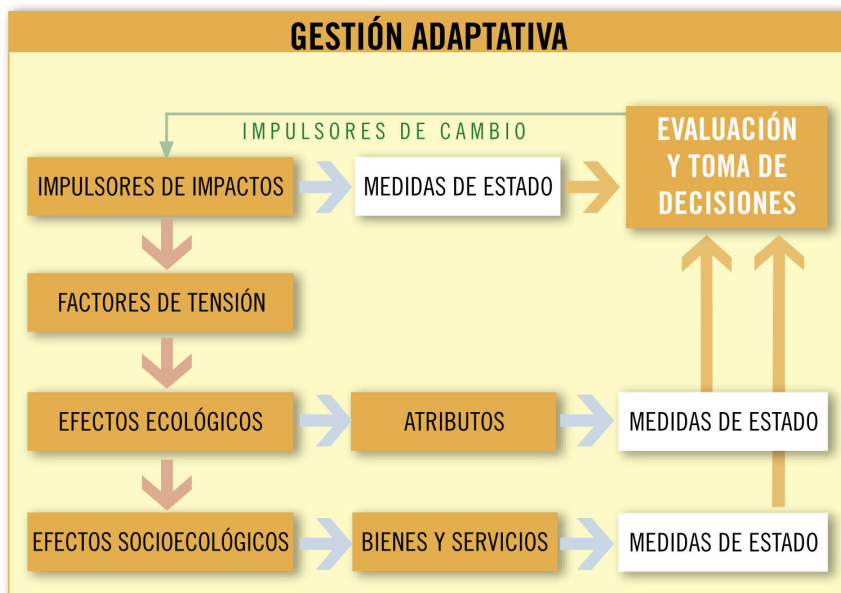 GESTIÓN ADAPTATIVA
IMPULSORES DE CAMBIO
EVALUACIÓN
Y TOMA DE
DECISIONES
IMPULSORES DE IMPACTOS
MEDIDAS DE ESTADO
FACTORES DE TENSIÓN
EFECTOS ECOLÓGICOS
ATRIBUTOS
MEDIDAS DE ESTADO
EFECTOS SOCIOECOLÓGICOS
BIENES Y SERVICIOS
MEDIDAS DE ESTADO